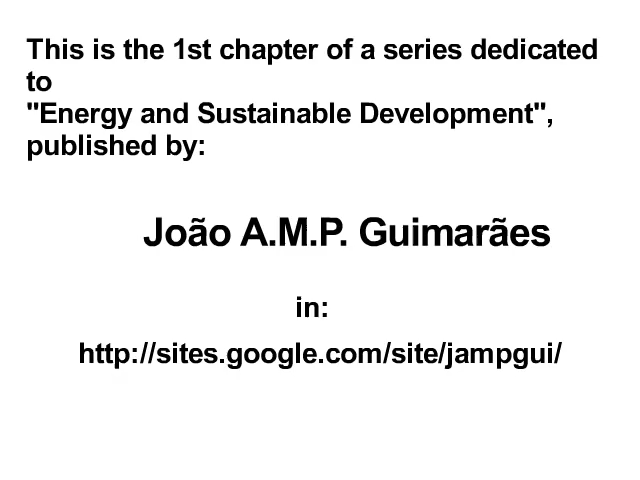 This is the 1st chapter of a series dedicated
to
"Energy and Sustainable Development",
published by:
João A.M.P. Guimarães
in:
http://sites.google.com/site/jampgui/